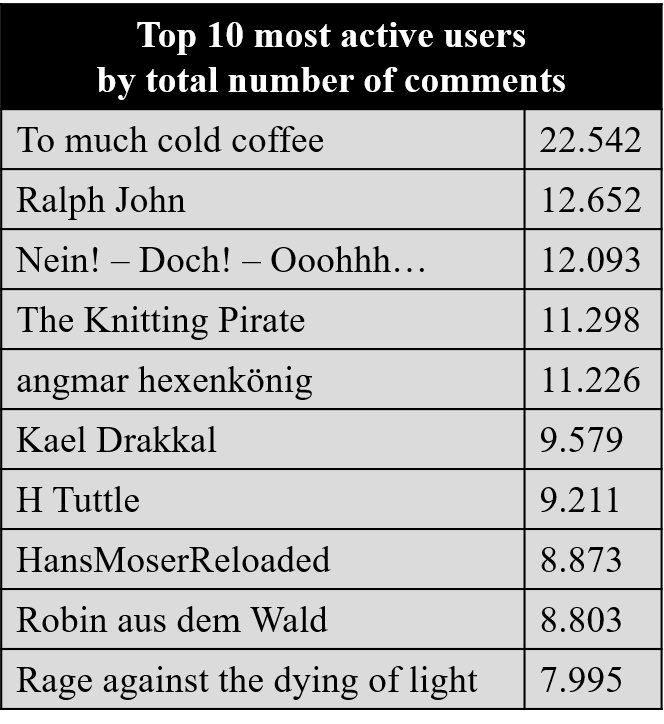 Top 10 most active users
by total number of comments
To much cold coffee 22.542
Ralph John 12.652
Nein! – Doch! – Ooohhh… 12.093
The Knitting Pirate 11.298
angmar hexenkönig 11.226
Kael Drakkal 9.579
H Tuttle 9.211
HansMoserReloaded 8.873
Robin aus dem Wald 8.803
Rage against the dying of light 7.995